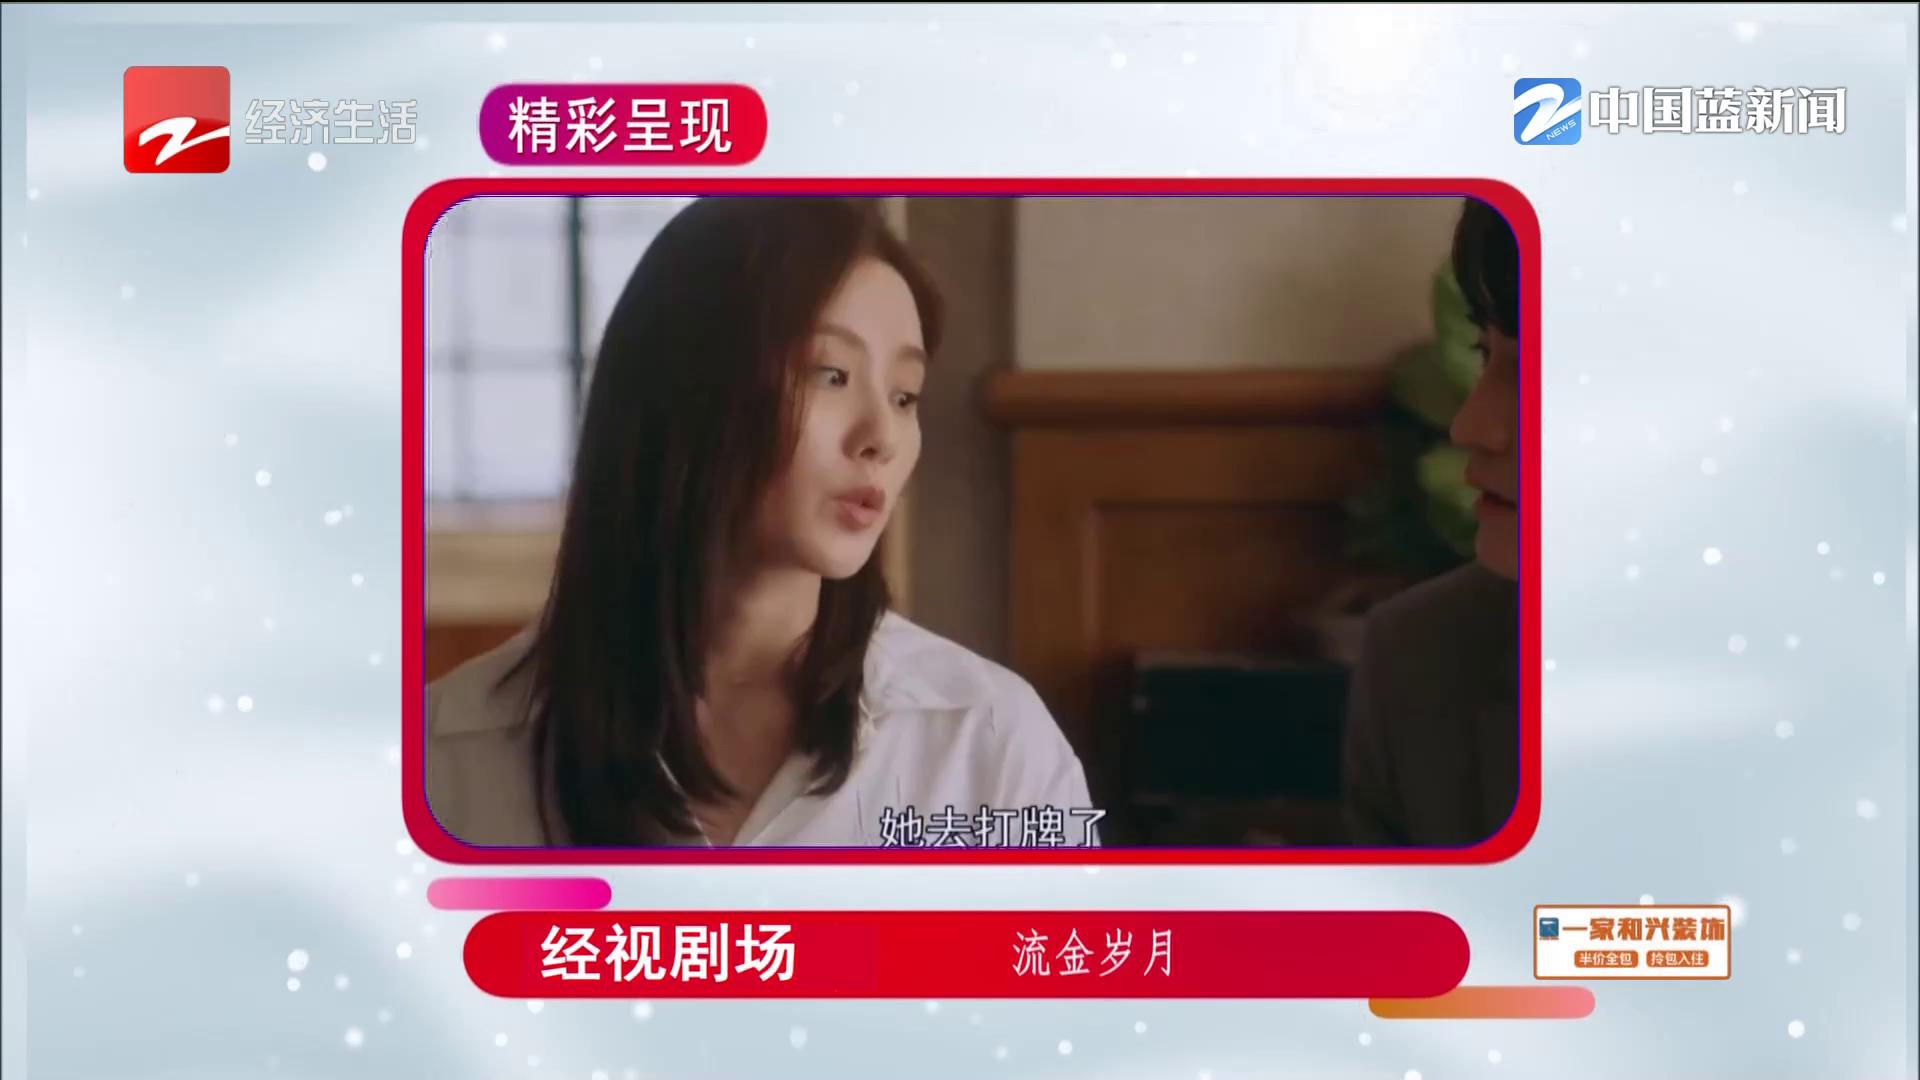 经济生活
精彩呈现
NEWS
中国蓝新闻
她去打牌了
经视剧场
流金岁月
一家和兴装饰
半价全包 拎包入住